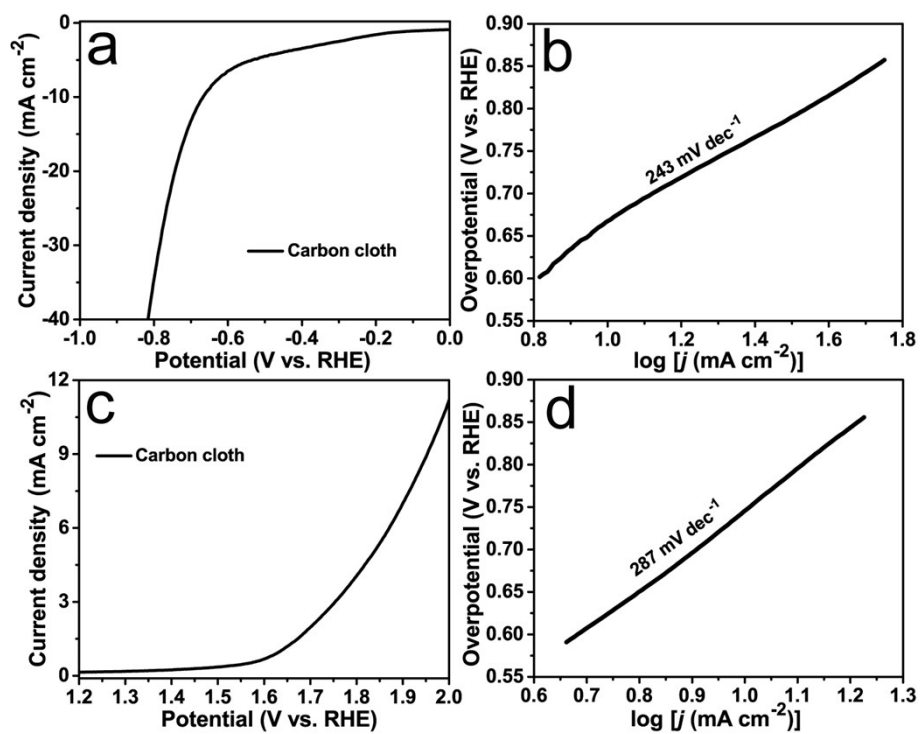 a
Current density (mA cm⁻²)
0
-10
-20
-30
-40
Carbon cloth
-1.0 -0.8 -0.6 -0.4 -0.2 0.0
Potential (V vs. RHE)
b
Overpotential (V vs. RHE)
0.90
0.85
0.80
0.75
0.70
0.65
0.60
0.55
243 mV dec⁻¹
0.8 1.0 1.2 1.4 1.6 1.8
log [j (mA cm⁻²)]
c
Current density (mA cm⁻²)
12
9
6
3
0
Carbon cloth
1.2 1.3 1.4 1.5 1.6 1.7 1.8 1.9 2.0
Potential (V vs. RHE)
d
Overpotential (V vs. RHE)
0.90
0.85
0.80
0.75
0.70
0.65
0.60
0.55
287 mV dec⁻¹
0.6 0.7 0.8 0.9 1.0 1.1 1.2 1.3
log [j (mA cm⁻²)]